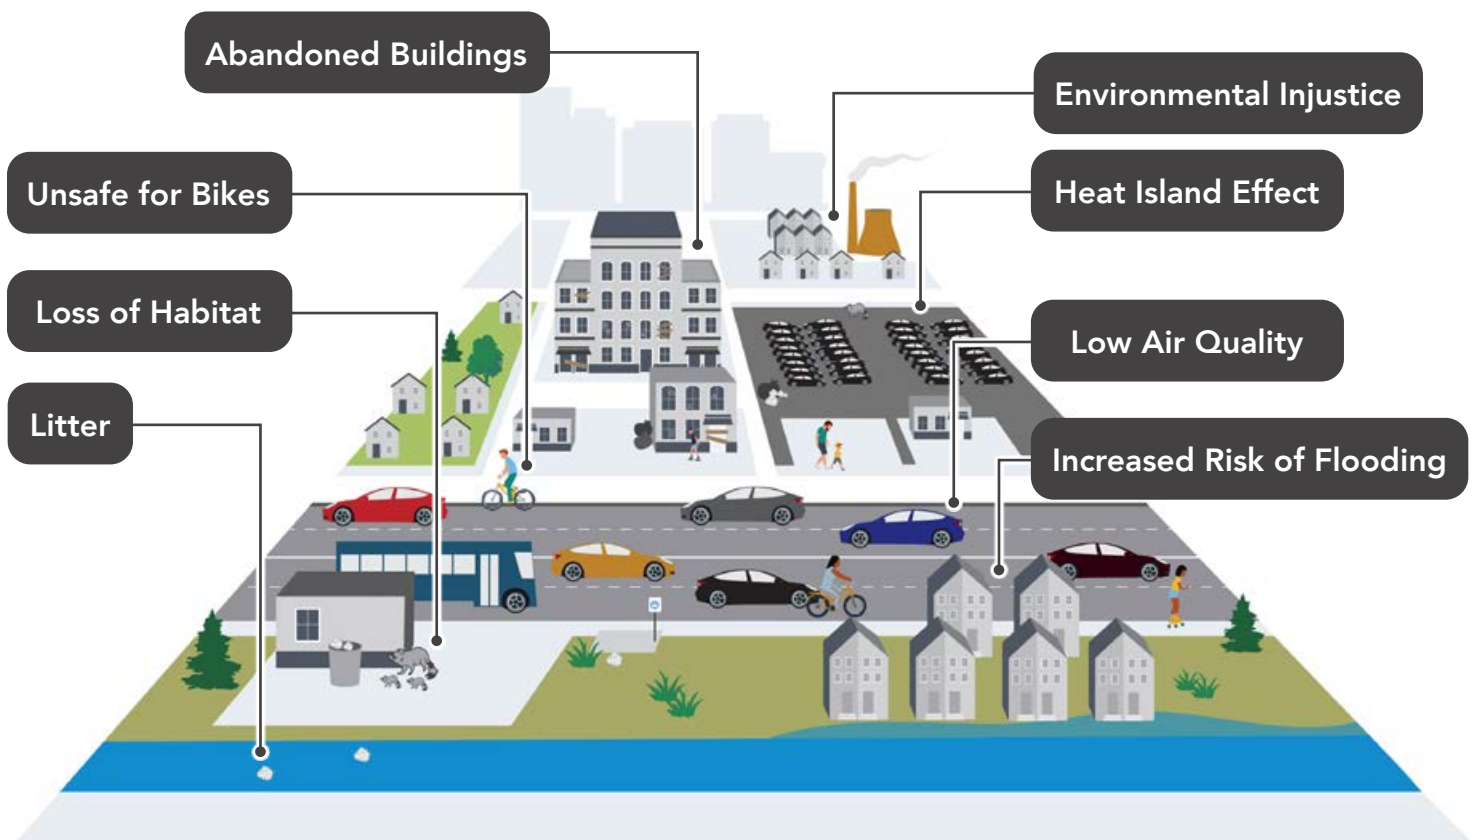 Abandoned Buildings
Environmental Injustice
Unsafe for Bikes
Heat Island Effect
Loss of Habitat
Low Air Quality
Litter
Increased Risk of Flooding